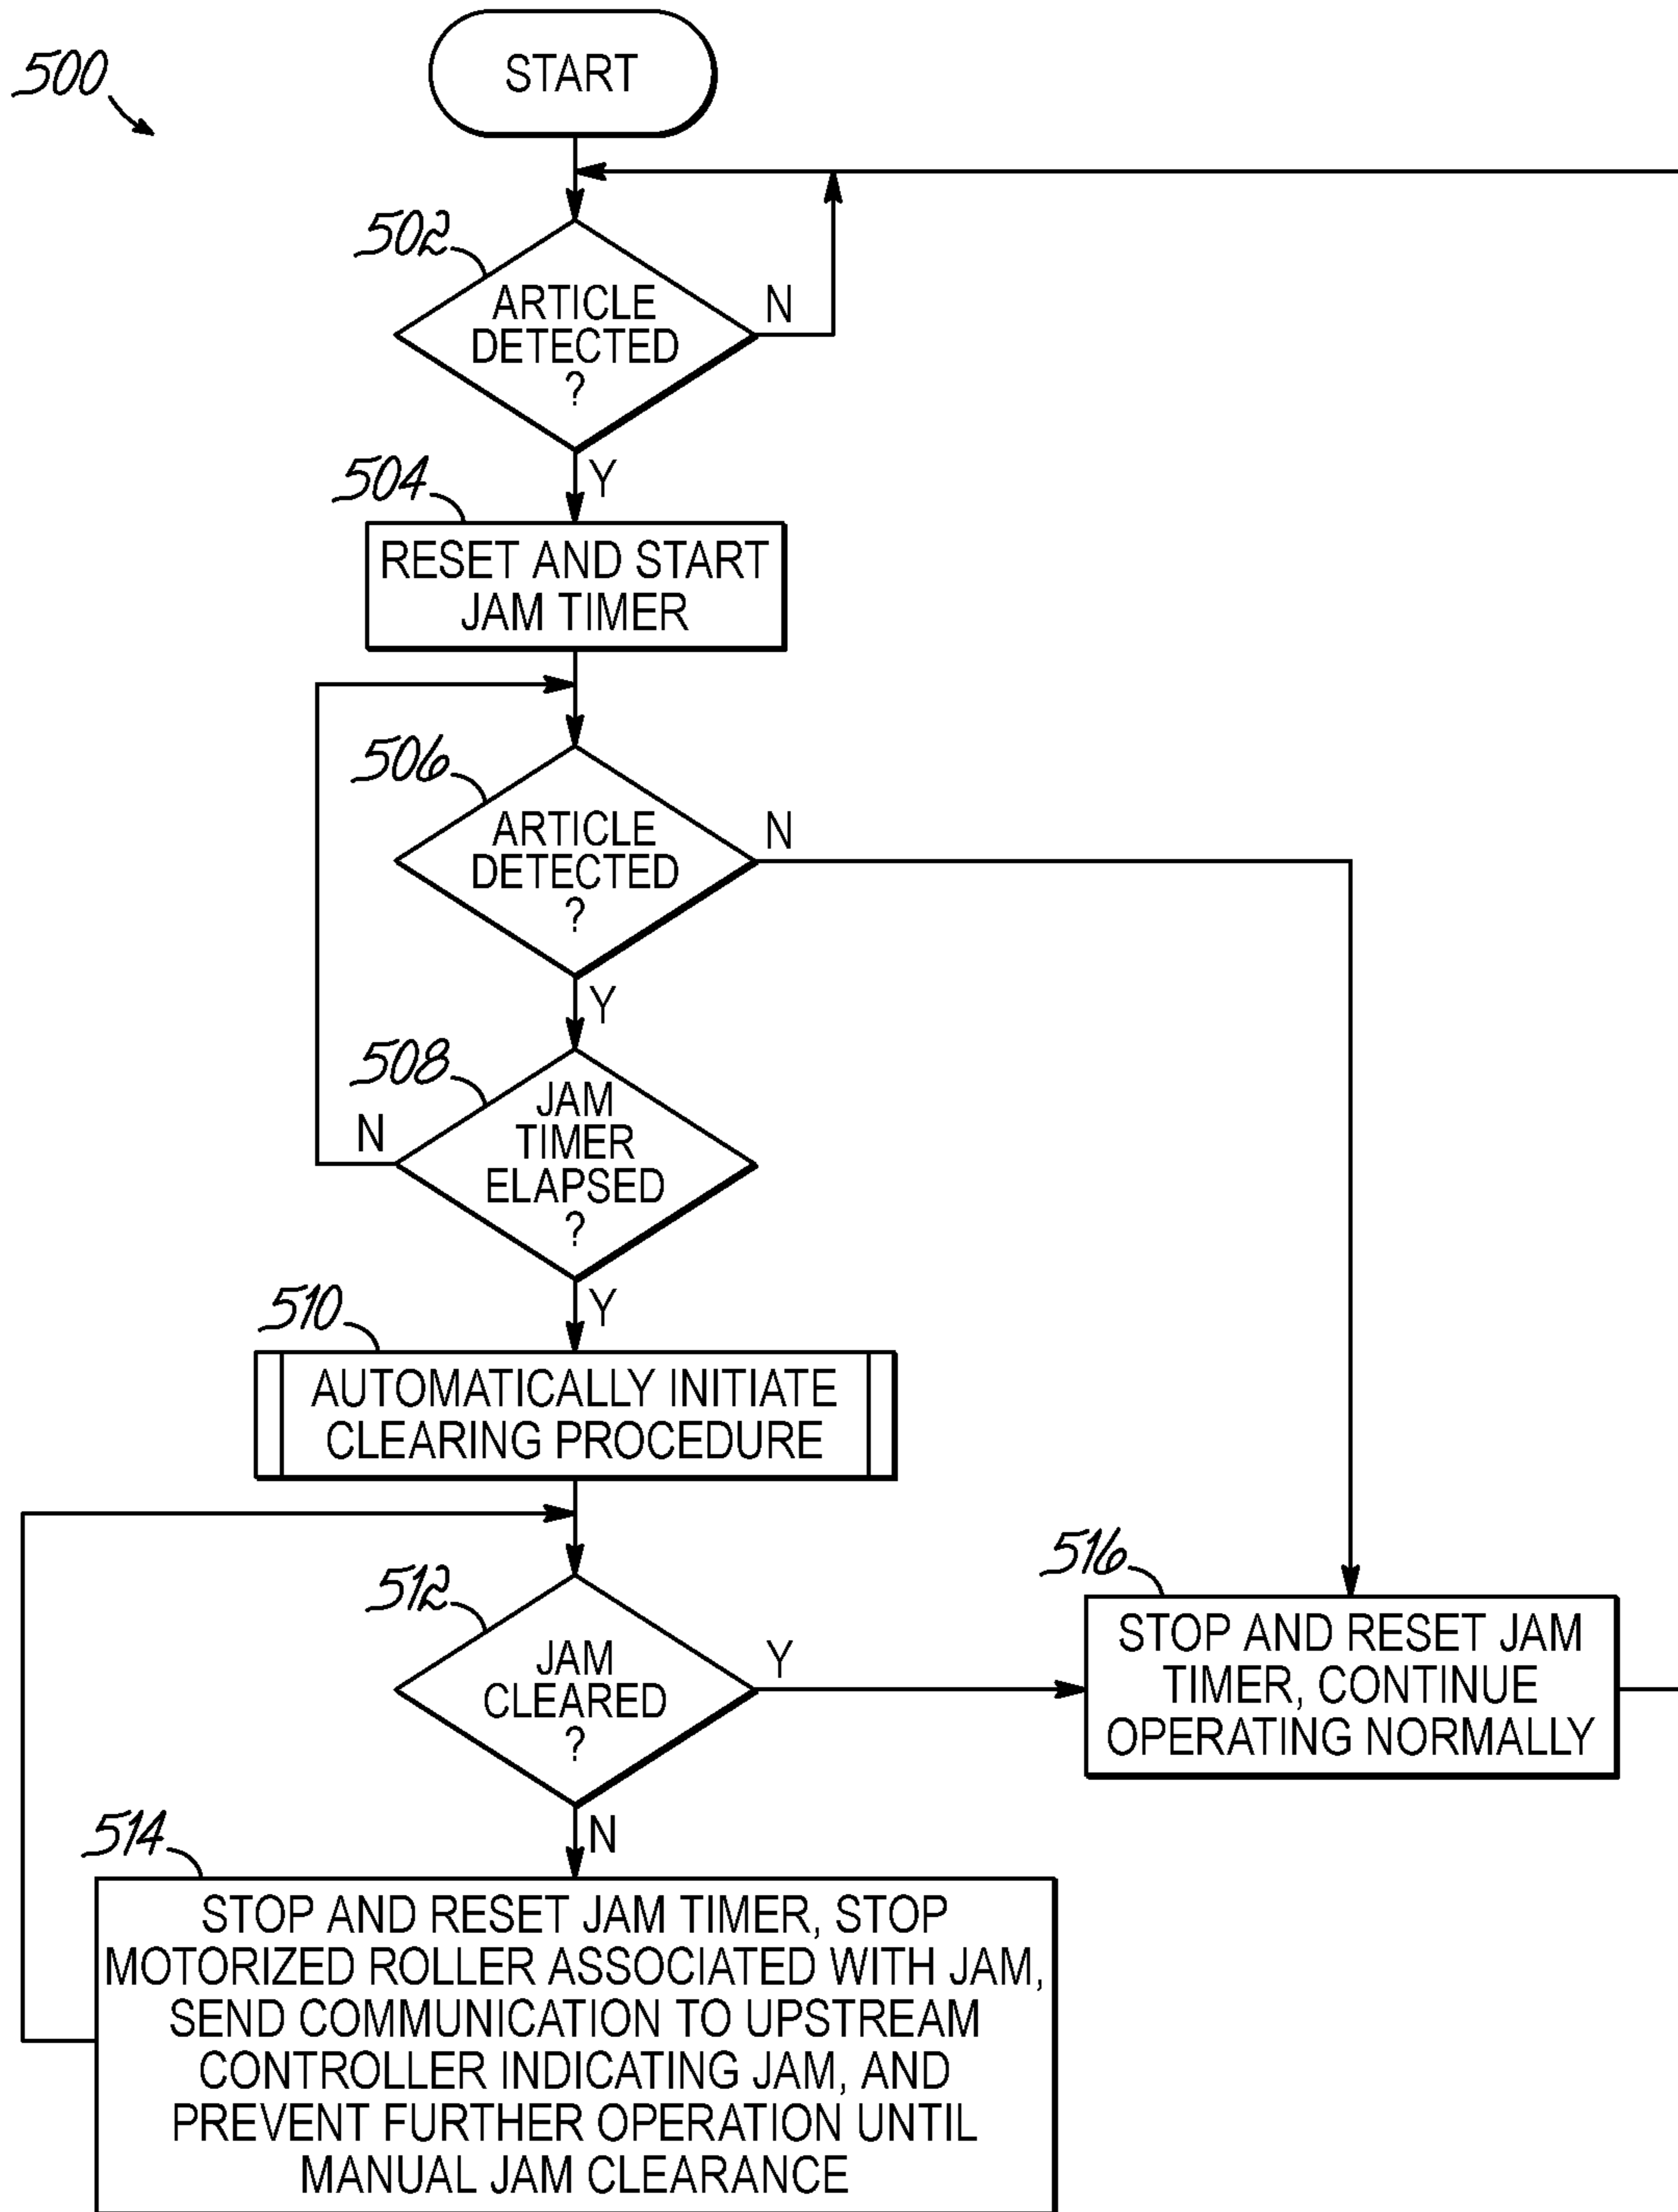 500
START
502
ARTICLE
DETECTED
?
N
Y
504
RESET AND START
JAM TIMER
506
ARTICLE
DETECTED
?
N
Y
508
JAM
TIMER
ELAPSED
?
N
Y
510
AUTOMATICALLY INITIATE
CLEARING PROCEDURE
512
JAM
CLEARED
?
Y
N
516
STOP AND RESET JAM
TIMER, CONTINUE
OPERATING NORMALLY
514
STOP AND RESET JAM TIMER, STOP
MOTORIZED ROLLER ASSOCIATED WITH JAM,
SEND COMMUNICATION TO UPSTREAM
CONTROLLER INDICATING JAM, AND
PREVENT FURTHER OPERATION UNTIL
MANUAL JAM CLEARANCE